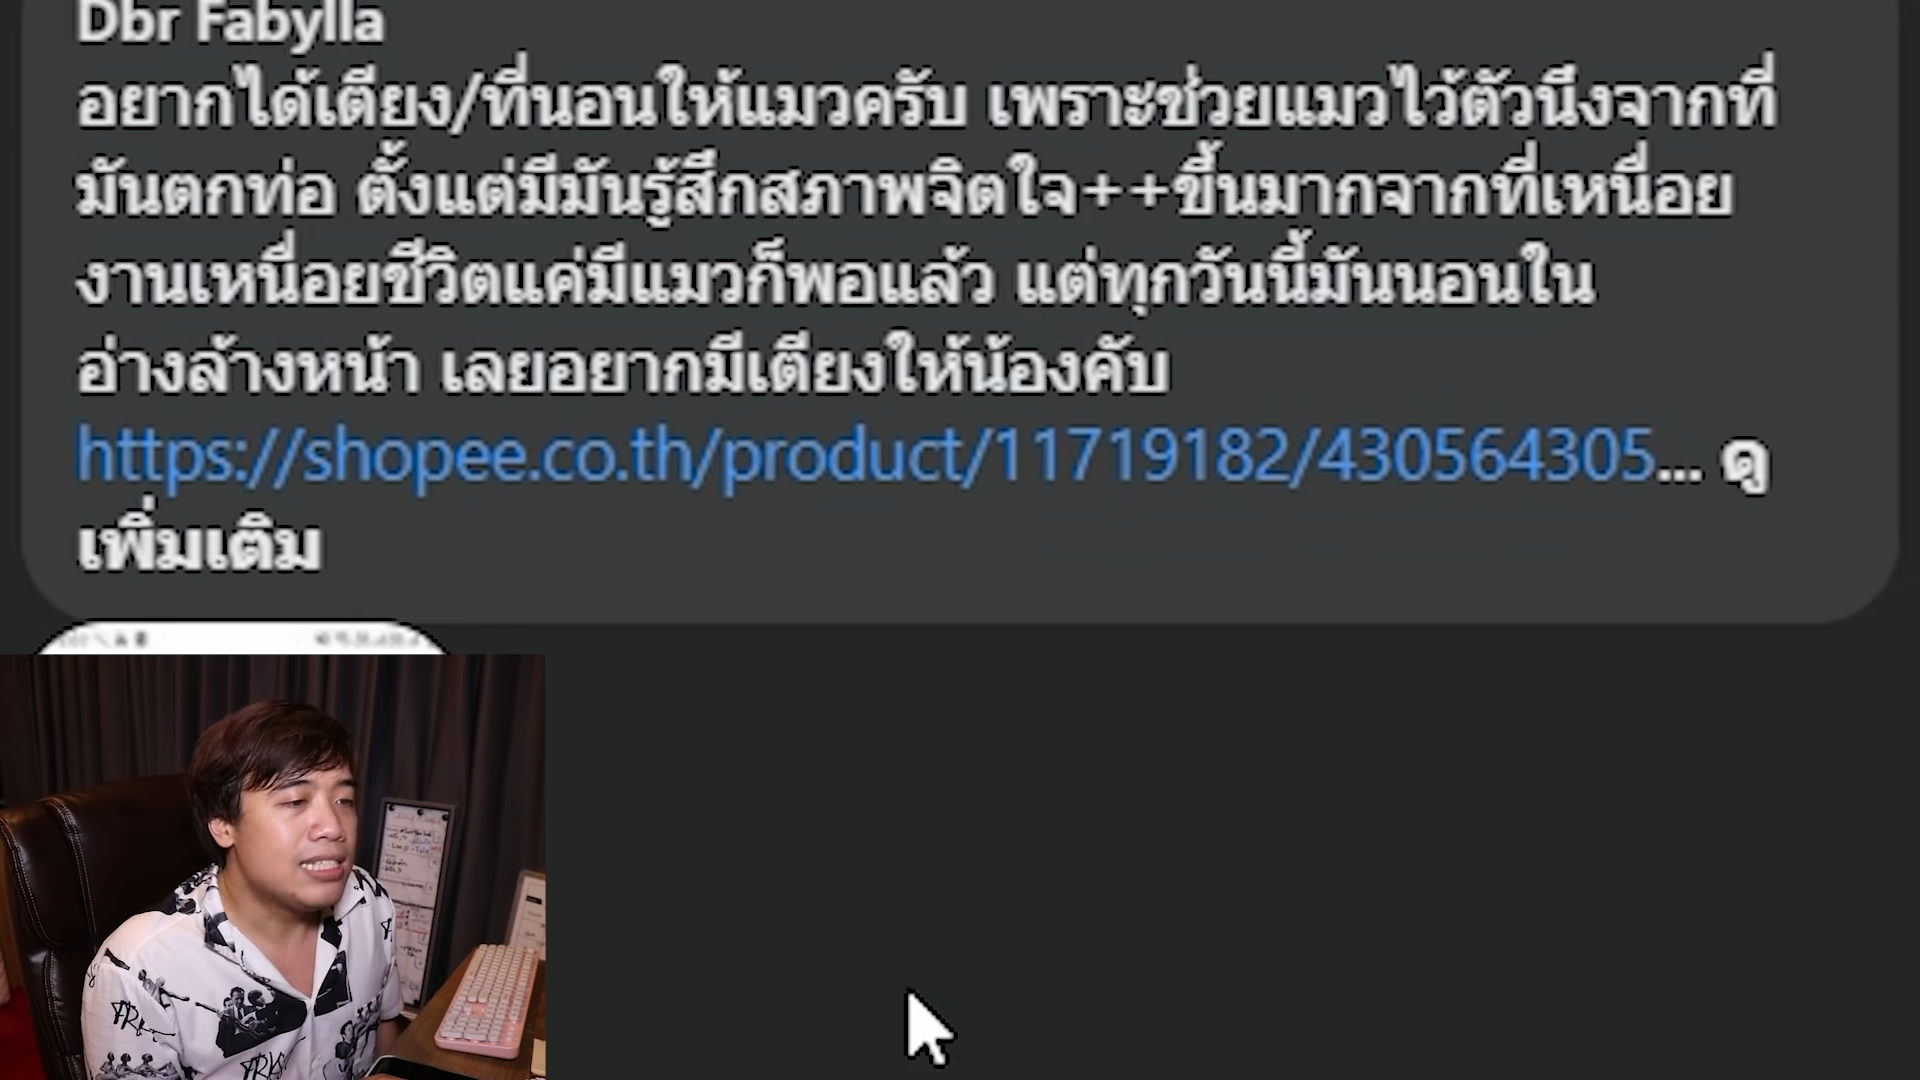 Dbr Fabylla
อยากได้เตียง/ที่นอนให้แมวครับ เพราะช่วยแมวไว้ตัวนึงจากที่
มันตกท่อ ตั้งแต่มีมันรู้สึกสภาพจิตใจ++ขึ้นมากจากที่เหนื่อย
งานเหนื่อยชีวิตแค่มีแมวก็พอแล้ว แต่ทุกวันนี้มันนอนใน
อ่างล้างหน้า เลยอยากมีเตียงให้น้องคับ
https://shopee.co.th/product/11719182/430564305... ดู
เพิ่มเติม